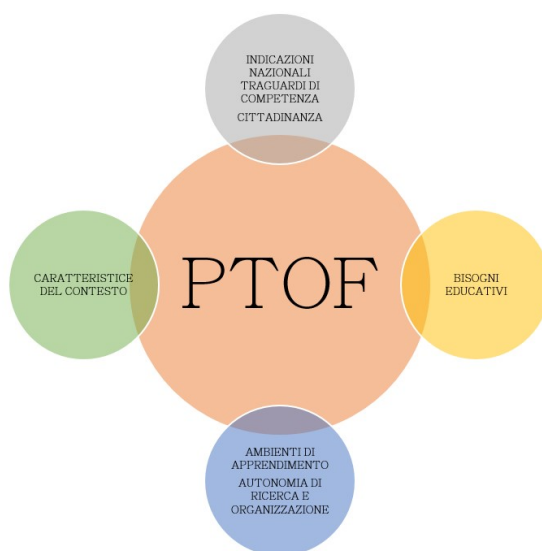 INDICAZIONI
NAZIONALI
TRAGUARDI DI
COMPETENZA
CITTADINANZA
CARATTERISTICE
DEL CONTESTO
PTOF
BISOGNI
EDUCATIVI
AMBIENTI DI
APPRENDIMENTO
AUTONOMIA DI
RICERCA E
ORGANIZZAZIONE